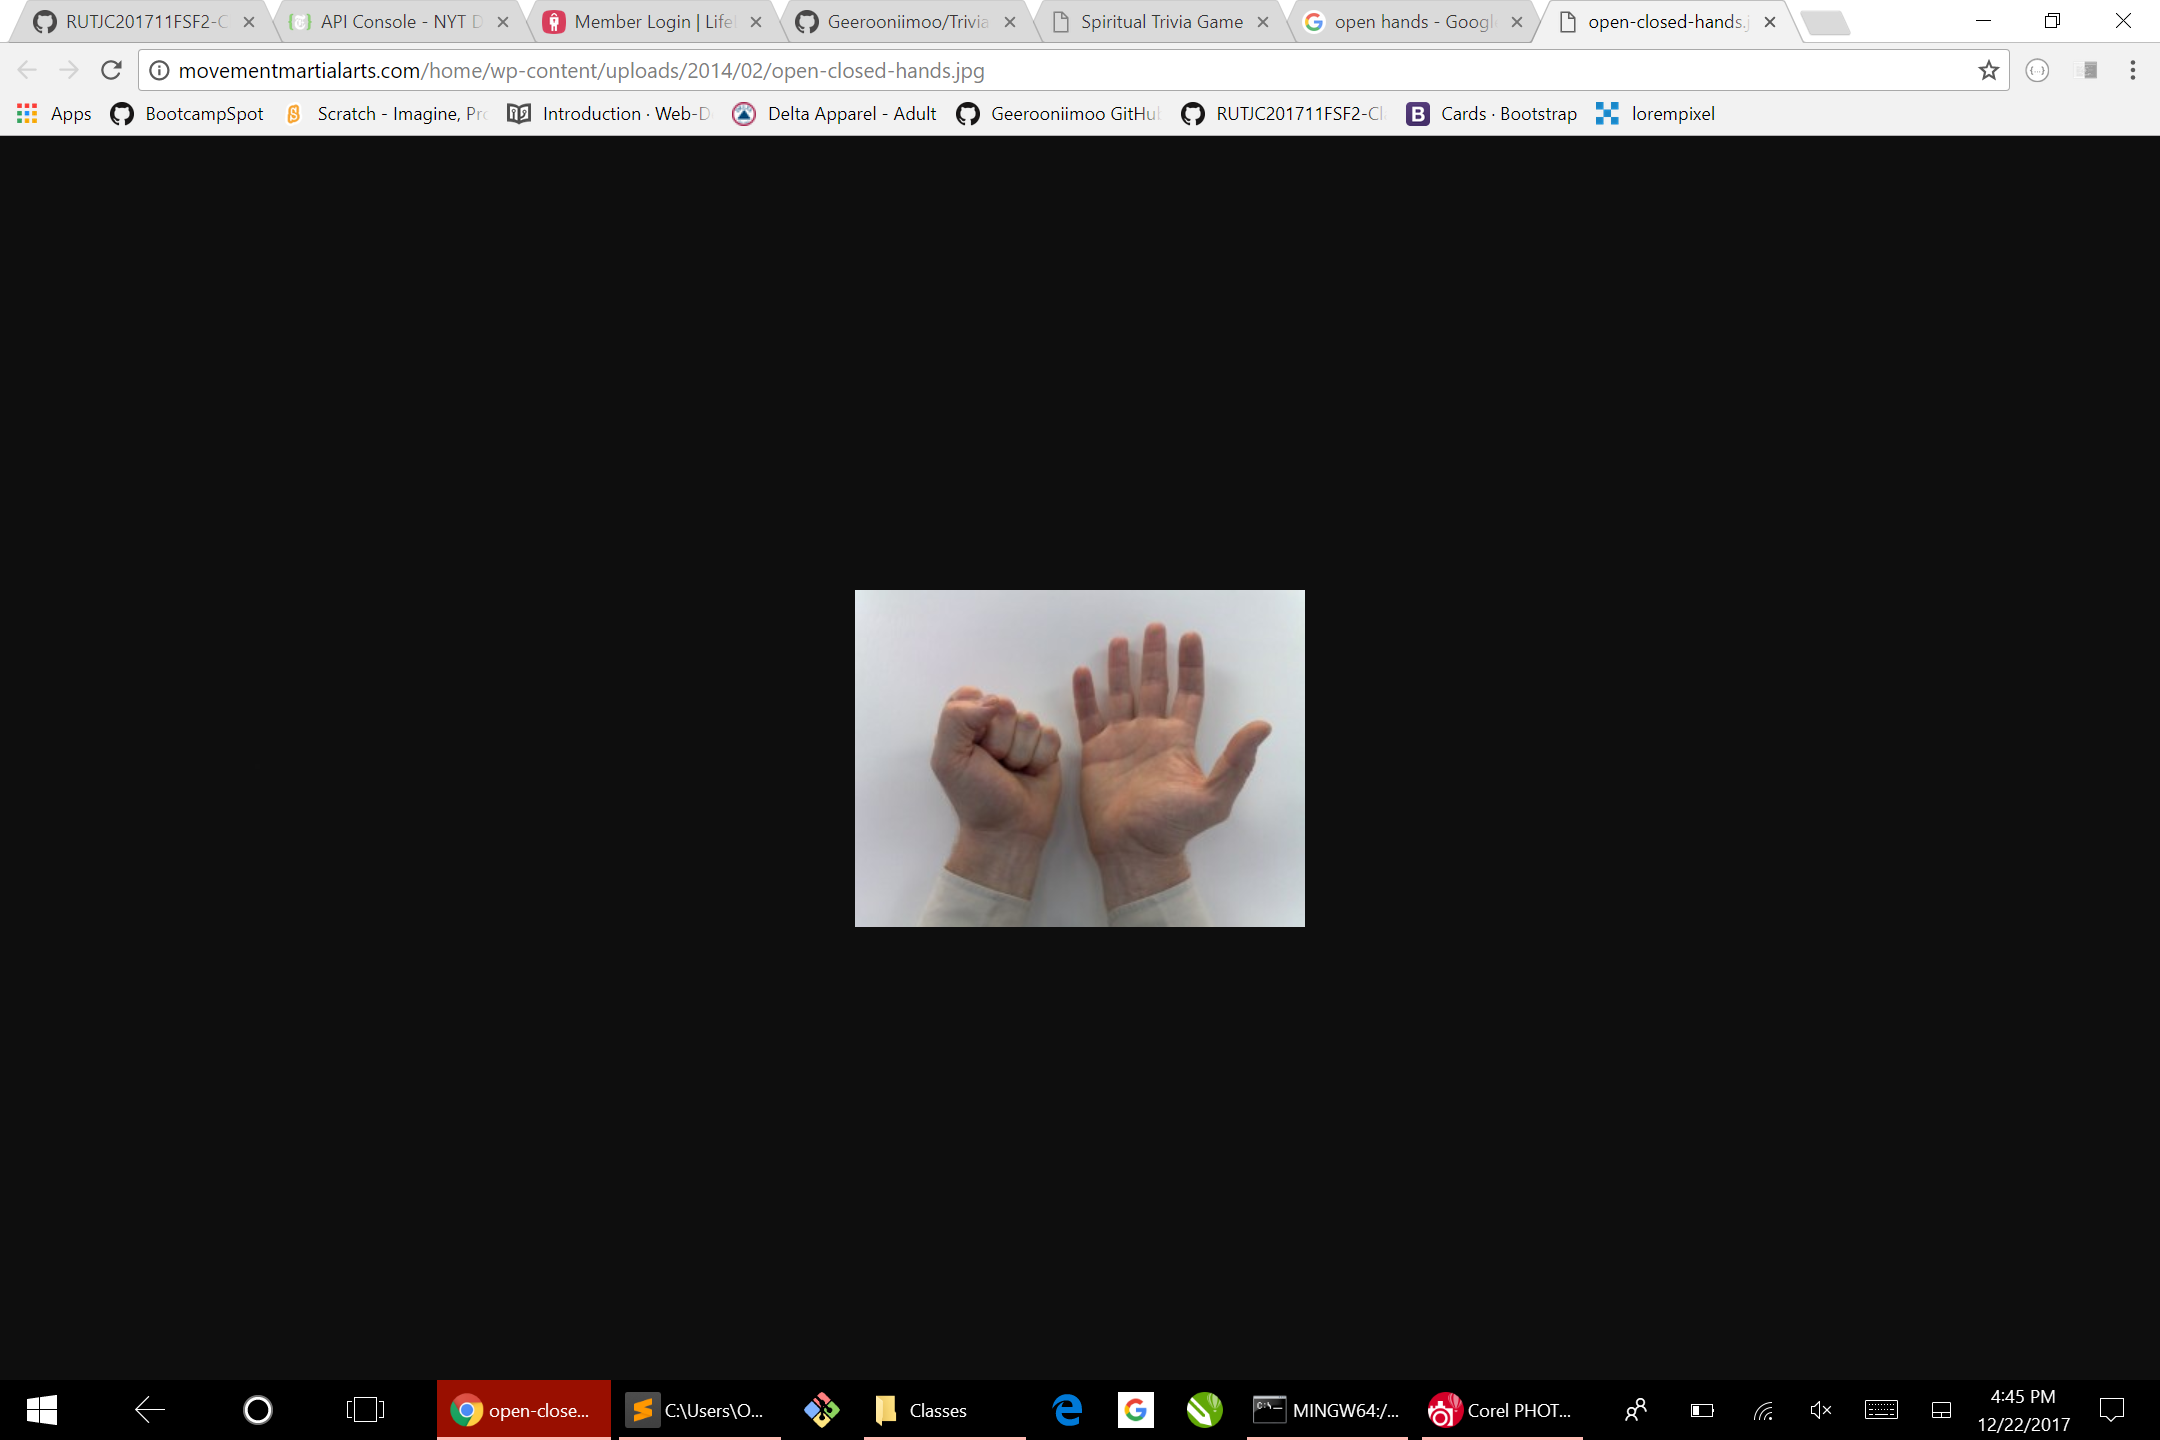 RUTJC201711FSF2-C
API Console - NYT D
Member Login | Life
Geerooniimoo/Trivia
Spiritual Trivia Game
open hands - Googl
open-closed-hands.j
movementmartialarts.com/home/wp-content/uploads/2014/02/open-closed-hands.jpg
Apps
BootcampSpot
Scratch - Imagine, Pr
Introduction · Web-D
Delta Apparel - Adult
Geerooniimoo GitHu
RUTJC201711FSF2-Cl
Cards · Bootstrap
lorempixel
open-close...
C:\Users\O...
Classes
MINGW64:/...
Corel PHOT...
4:45 PM
12/22/2017